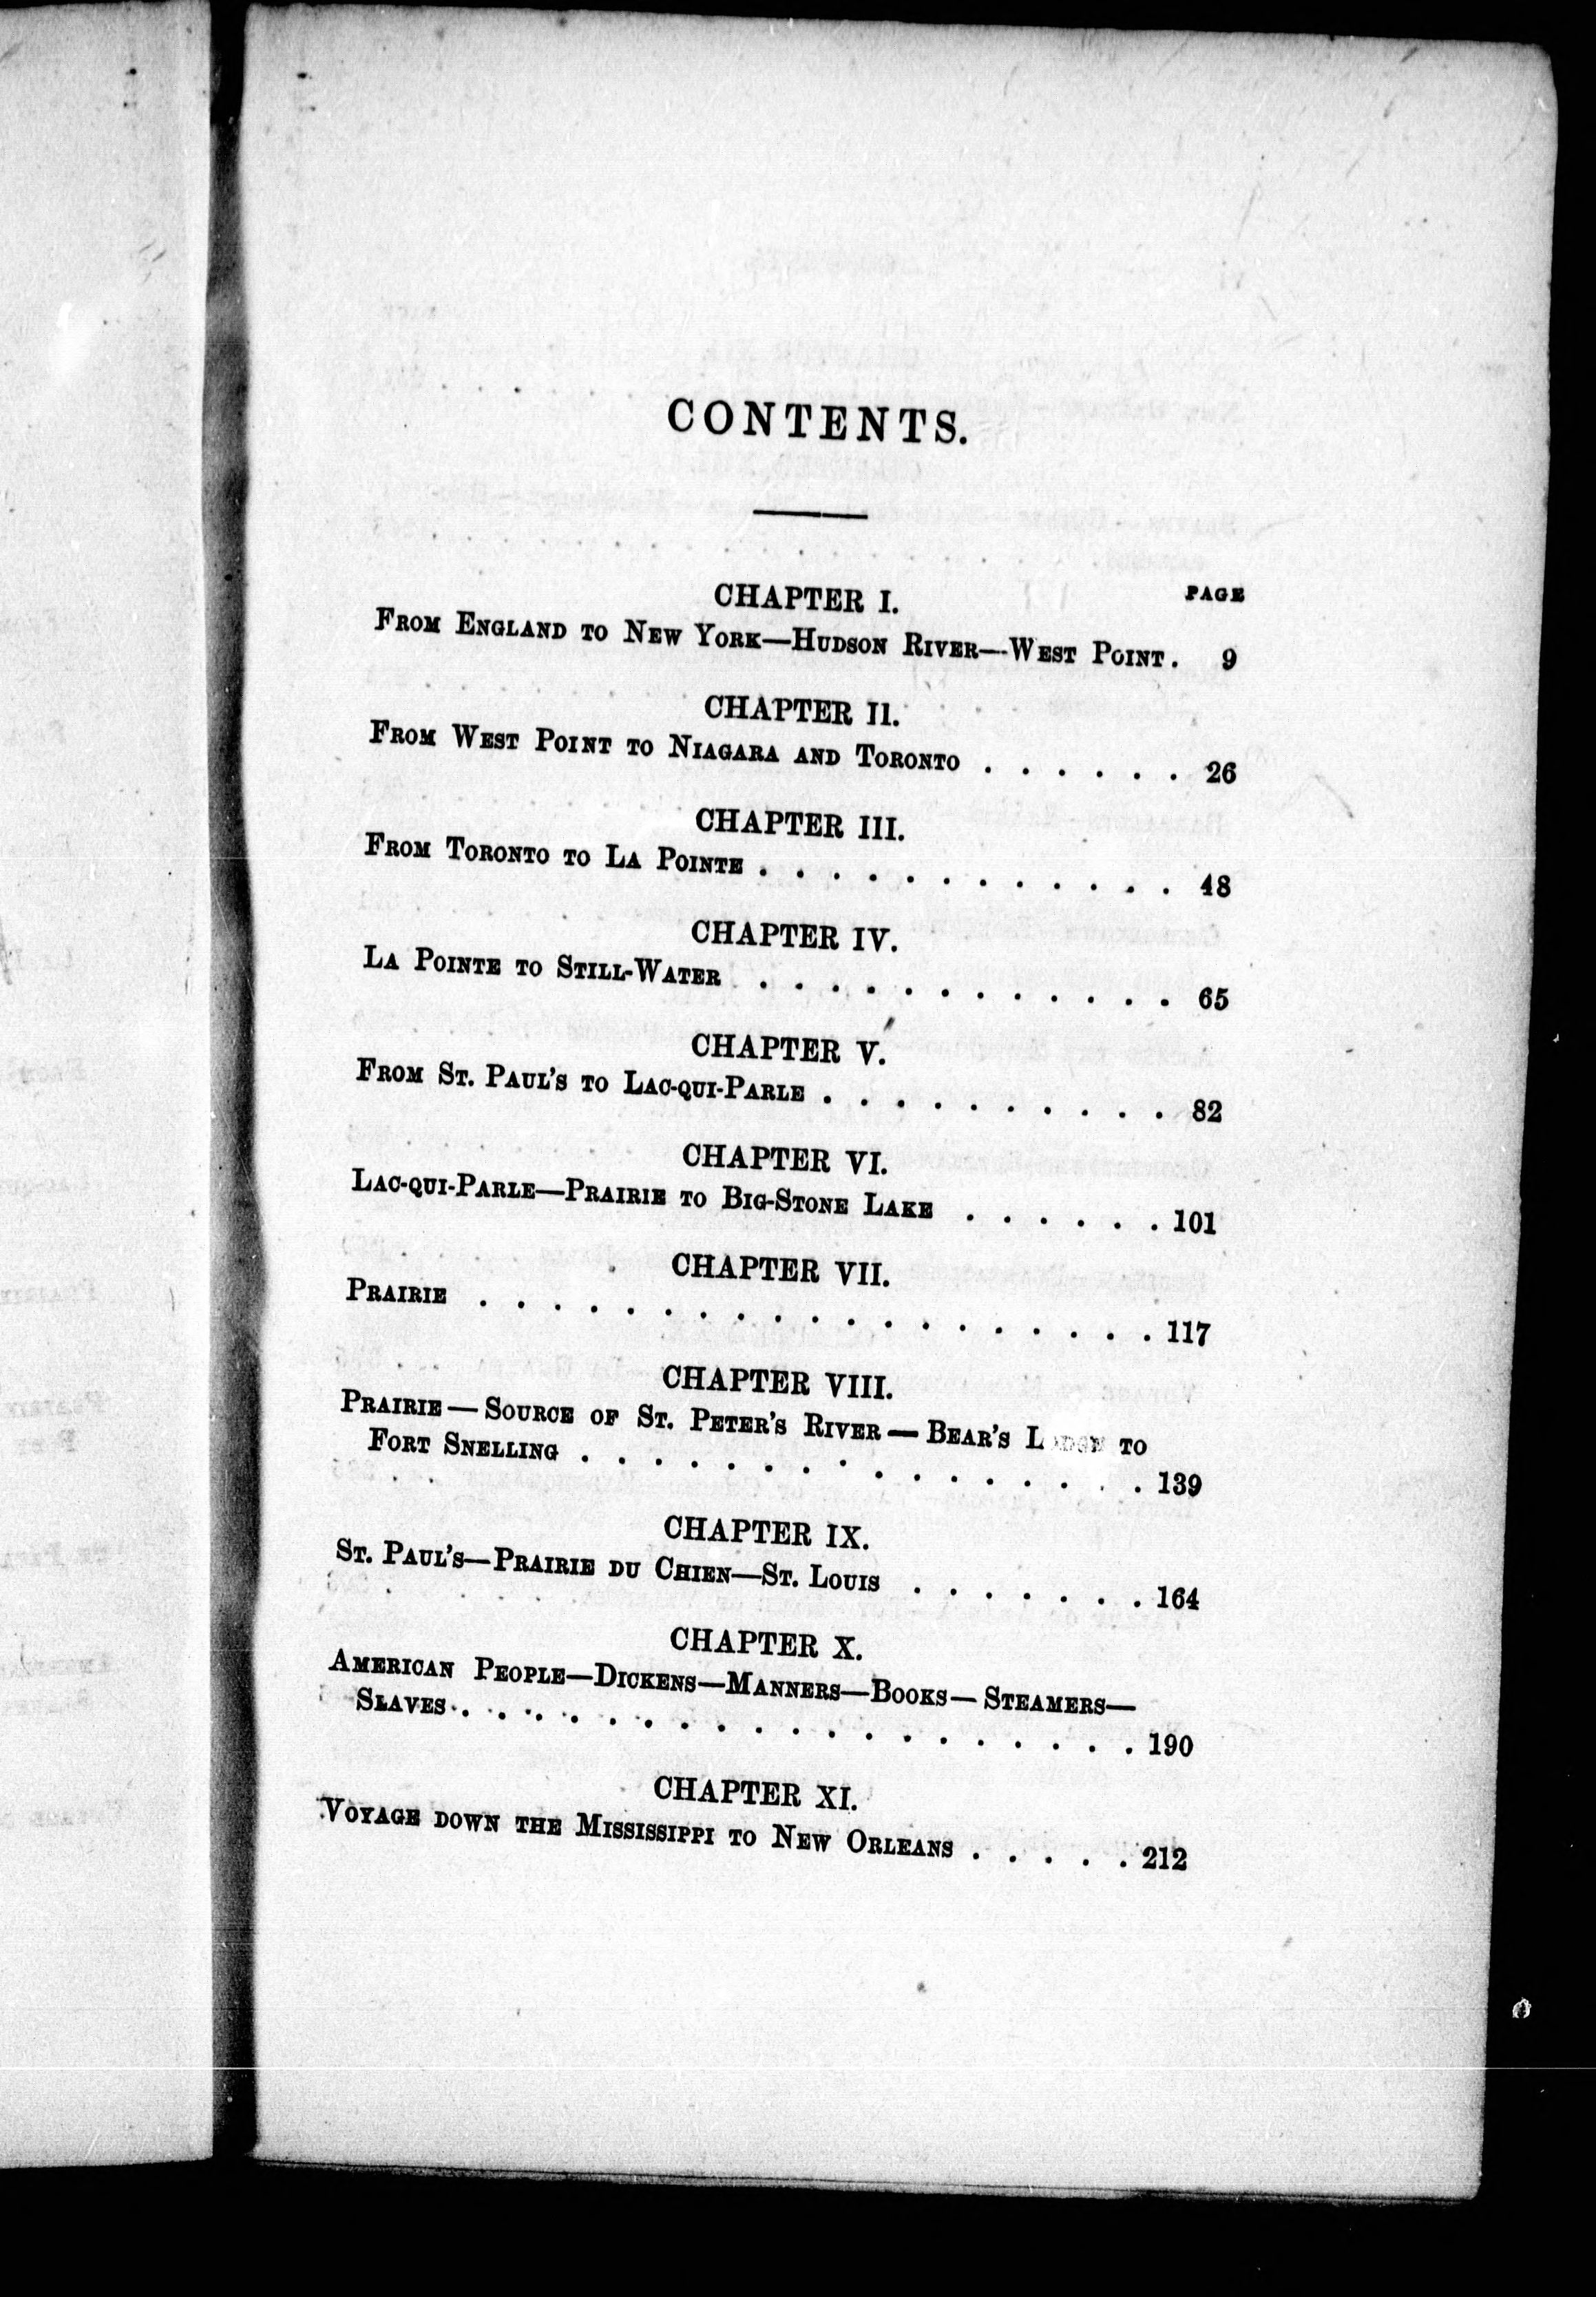 CONTENTS.
PAGE
CHAPTER I.
From England to New York—Hudson River—West Point. 9
CHAPTER II.
From West Point to Niagara and Toronto . . . . . . 26
CHAPTER III.
From Toronto to La Pointe . . . . . . . . . . . . 48
CHAPTER IV.
La Pointe to Still-Water . . . . . . . . . . . . 65
CHAPTER V.
From St. Paul's to Lac-qui-Parle . . . . . . . . . . 82
CHAPTER VI.
Lac-qui-Parle—Prairie to Big-Stone Lake . . . . . . 101
CHAPTER VII.
Prairie . . . . . . . . . . . . . . . . . . . 117
CHAPTER VIII.
Prairie — Source of St. Peter's River — Bear's Lodge to
Fort Snelling . . . . . . . . . . . . . . . . 139
CHAPTER IX.
St. Paul's—Prairie du Chien—St. Louis . . . . . . . 164
CHAPTER X.
American People—Dickens—Manners—Books—Steamers—
Slaves . . . . . . . . . . . . . . . . . . . 190
CHAPTER XI.
Voyage down the Mississippi to New Orleans . . . . . 212